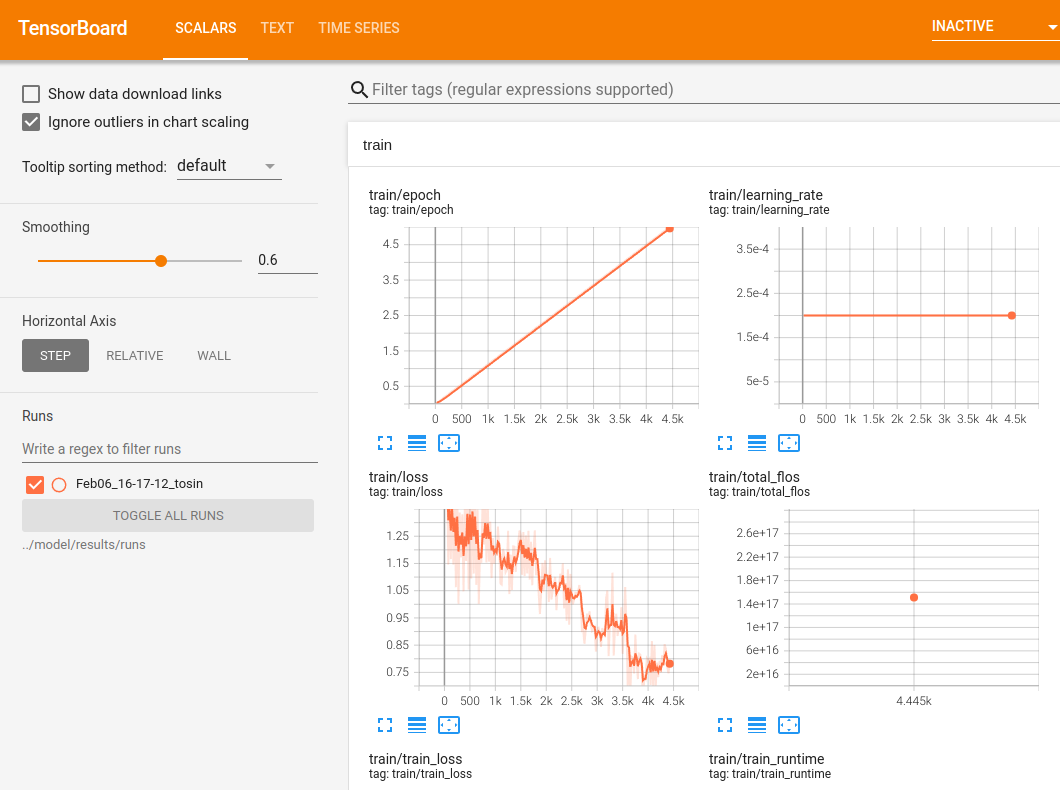 TensorBoard
SCALARS TEXT TIME SERIES
INACTIVE
Show data download links
Ignore outliers in chart scaling
Tooltip sorting method: default
Smoothing
0.6
Horizontal Axis
STEP RELATIVE WALL
Runs
Write a regex to filter runs
Feb06_16-17-12_tosin
TOGGLE ALL RUNS
../model/results/runs
Filter tags (regular expressions supported)
train
train/epoch
tag: train/epoch
4.5
3.5
2.5
1.5
0.5
0 500 1k 1.5k 2k 2.5k 3k 3.5k 4k 4.5k
train/learning_rate
tag: train/learning_rate
3.5e-4
2.5e-4
1.5e-4
5e-5
0 500 1k 1.5k 2k 2.5k 3k 3.5k 4k 4.5k
train/loss
tag: train/loss
1.25
1.15
1.05
0.95
0.85
0.75
0 500 1k 1.5k 2k 2.5k 3k 3.5k 4k 4.5k
train/total_flos
tag: train/total_flos
2.6e+17
2.2e+17
1.8e+17
1.4e+17
1e+17
6e+16
2e+16
4.445k
train/train_loss
tag: train/train_loss
train/train_runtime
tag: train/train_runtime